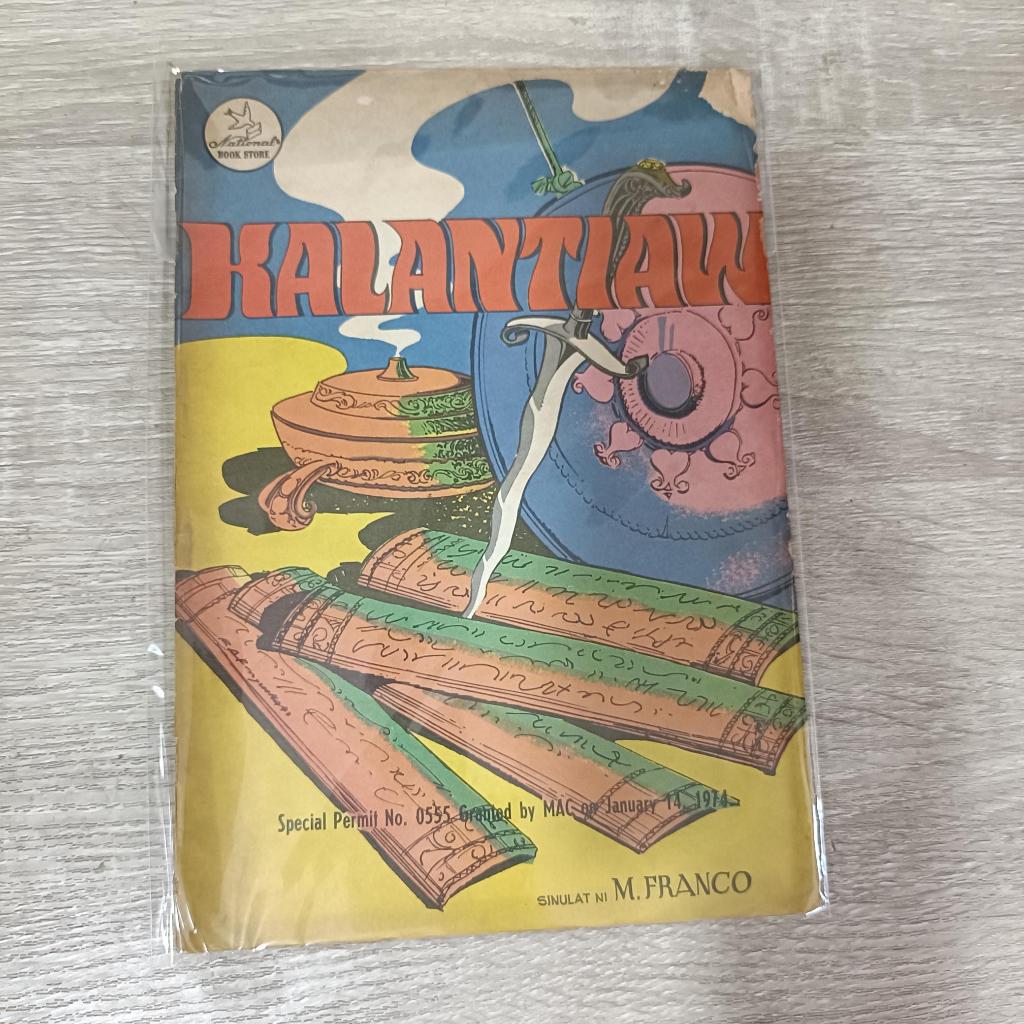 National
BOOK STORE
KALANTIAW
Special Permit No. 0555 Granted by MAC on January 14, 1974
SINULAT NI M. FRANCO